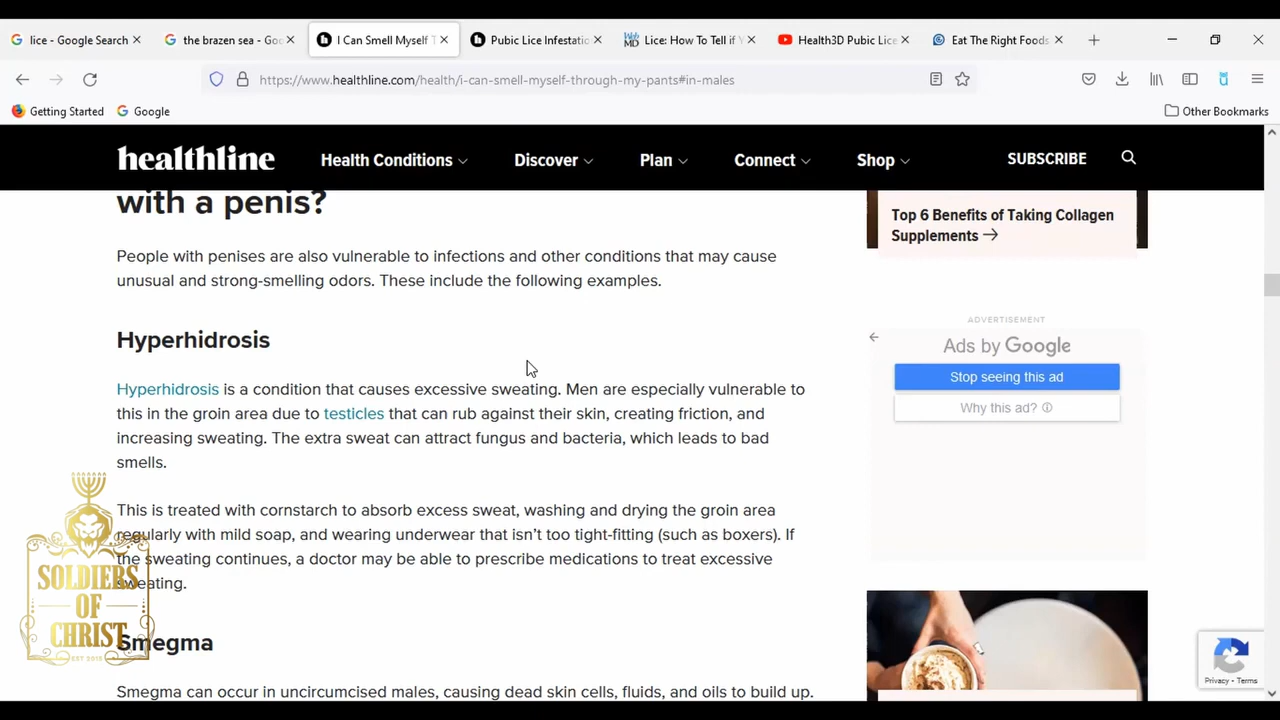 lice - Google Search
the brazen sea - Goo
I Can Smell Myself T
Pubic Lice Infestatio
Web
MD
Lice: How To Tell if Y
Health3D Pubic Lice
Eat The Right Foods
https://www.healthline.com/health/i-can-smell-myself-through-my-pants#in-males
Getting Started
Google
Other Bookmarks
healthline
Health Conditions
Discover
Plan
Connect
Shop
SUBSCRIBE
with a penis?
People with penises are also vulnerable to infections and other conditions that may cause
unusual and strong-smelling odors. These include the following examples.
Hyperhidrosis
Hyperhidrosis is a condition that causes excessive sweating. Men are especially vulnerable to
this in the groin area due to testicles that can rub against their skin, creating friction, and
increasing sweating. The extra sweat can attract fungus and bacteria, which leads to bad
smells.
This is treated with cornstarch to absorb excess sweat, washing and drying the groin area
regularly with mild soap, and wearing underwear that isn't too tight-fitting (such as boxers). If
the sweating continues, a doctor may be able to prescribe medications to treat excessive
sweating.
Smegma
Smegma can occur in uncircumcised males, causing dead skin cells, fluids, and oils to build up.
Top 6 Benefits of Taking Collagen
Supplements →
ADVERTISEMENT
Ads by Google
Stop seeing this ad
Why this ad?
Privacy - Terms
SOLDIERS
OF
CHRIST